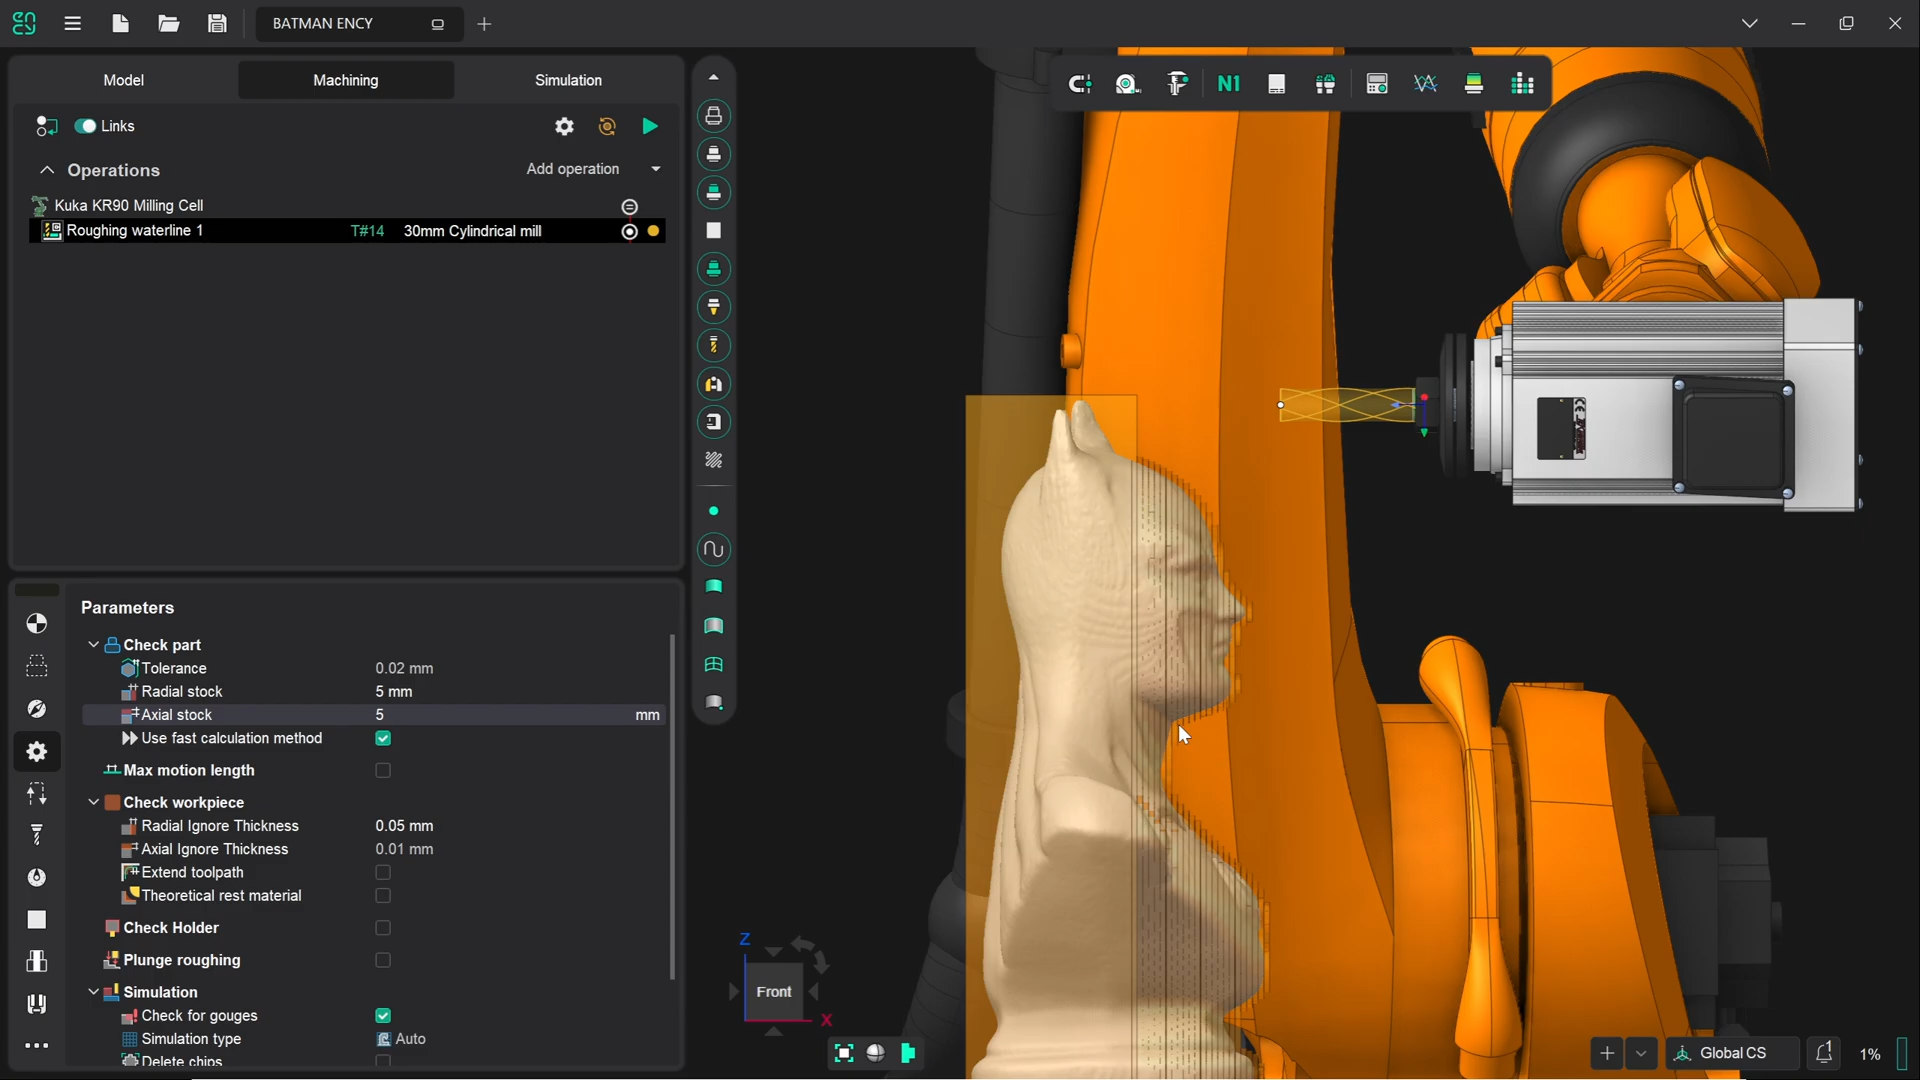 BATMAN ENCY
Model
Machining
Simulation
Links
Operations
Add operation
Kuka KR90 Milling Cell
Roughing waterline 1
T#14
30mm Cylindrical mill
N1
Parameters
Check part
Tolerance
0.02 mm
Radial stock
5 mm
Axial stock
5
mm
Use fast calculation method
Max motion length
Check workpiece
Radial Ignore Thickness
0.05 mm
Axial Ignore Thickness
0.01 mm
Extend toolpath
Theoretical rest material
Check Holder
Plunge roughing
Simulation
Check for gouges
Simulation type
Auto
Delete chips
Z
Front
X
Global CS
1
1%